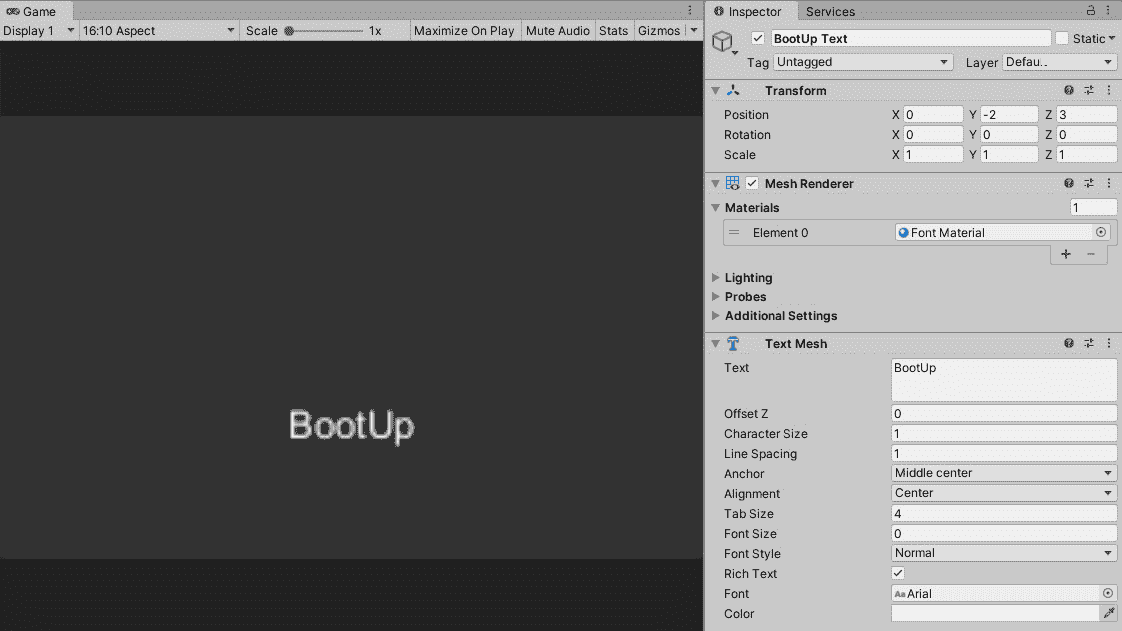 Game
Display 1 16:10 Aspect Scale 1x Maximize On Play Mute Audio Stats Gizmos
BootUp
Inspector Services
BootUp Text Static
Tag Untagged Layer Defau..
Transform
Position X 0 Y -2 Z 3
Rotation X 0 Y 0 Z 0
Scale X 1 Y 1 Z 1
Mesh Renderer
Materials 1
Element 0 Font Material
Lighting
Probes
Additional Settings
Text Mesh
Text BootUp
Offset Z 0
Character Size 1
Line Spacing 1
Anchor Middle center
Alignment Center
Tab Size 4
Font Size 0
Font Style Normal
Rich Text
Font Aa Arial
Color